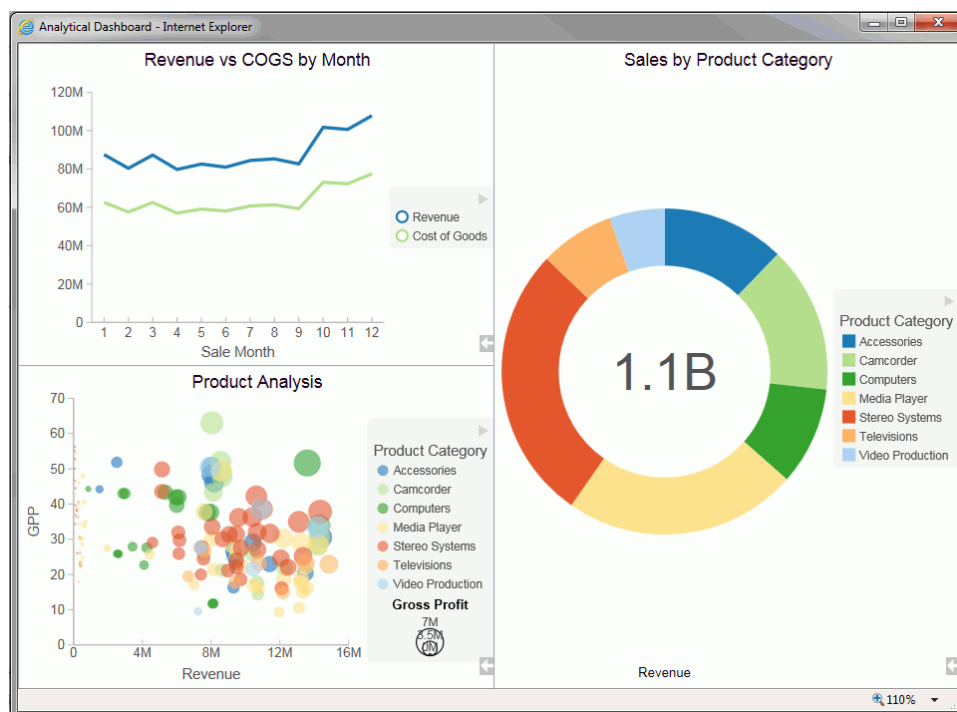 Analytical Dashboard - Internet Explorer
Revenue vs COGS by Month
120M
100M
80M
60M
40M
20M
0
1 2 3 4 5 6 7 8 9 10 11 12
Sale Month
Revenue
Cost of Goods
Product Analysis
70
60
50
40
30
20
10
0
GPP
0 4M 8M 12M 16M
Revenue
Product Category
Accessories
Camcorder
Computers
Media Player
Stereo Systems
Televisions
Video Production
Gross Profit
7M
3.5M
0M
Sales by Product Category
1.1B
Product Category
Accessories
Camcorder
Computers
Media Player
Stereo Systems
Televisions
Video Production
Revenue
110%